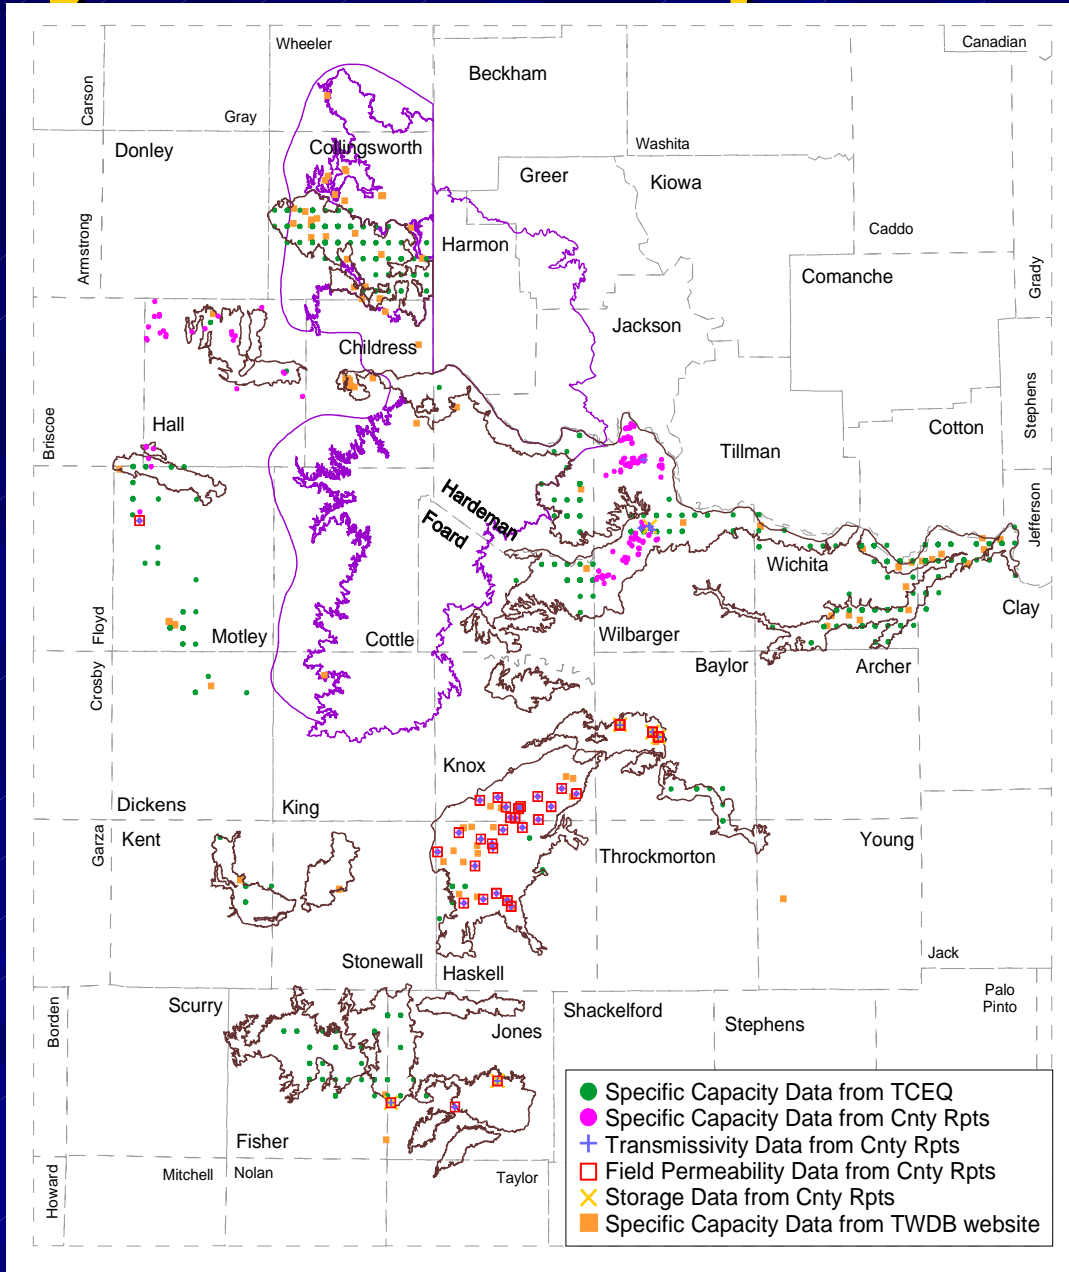 Wheeler
Canadian
Beckham
Carson
Gray
Donley
Collingsworth
Washita
Greer
Kiowa
Armstrong
Harmon
Caddo
Comanche
Grady
Jackson
Childress
Stephens
Briscoe
Hall
Tillman
Cotton
Hardeman
Foard
Jefferson
Wichita
Floyd
Motley
Cottle
Wilbarger
Clay
Crosby
Baylor
Archer
Knox
Dickens
King
Garza
Kent
Throckmorton
Young
Stonewall
Haskell
Jack
Borden
Scurry
Jones
Shackelford
Stephens
Palo
Pinto
Fisher
Howard
Mitchell
Nolan
Taylor
Specific Capacity Data from TCEQ
Specific Capacity Data from Cnty Rpts
Transmissivity Data from Cnty Rpts
Field Permeability Data from Cnty Rpts
Storage Data from Cnty Rpts
Specific Capacity Data from TWDB website